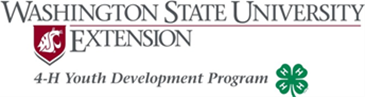 WASHINGTON STATE UNIVERSITY
EXTENSION
4-H Youth Development Program
H H H H